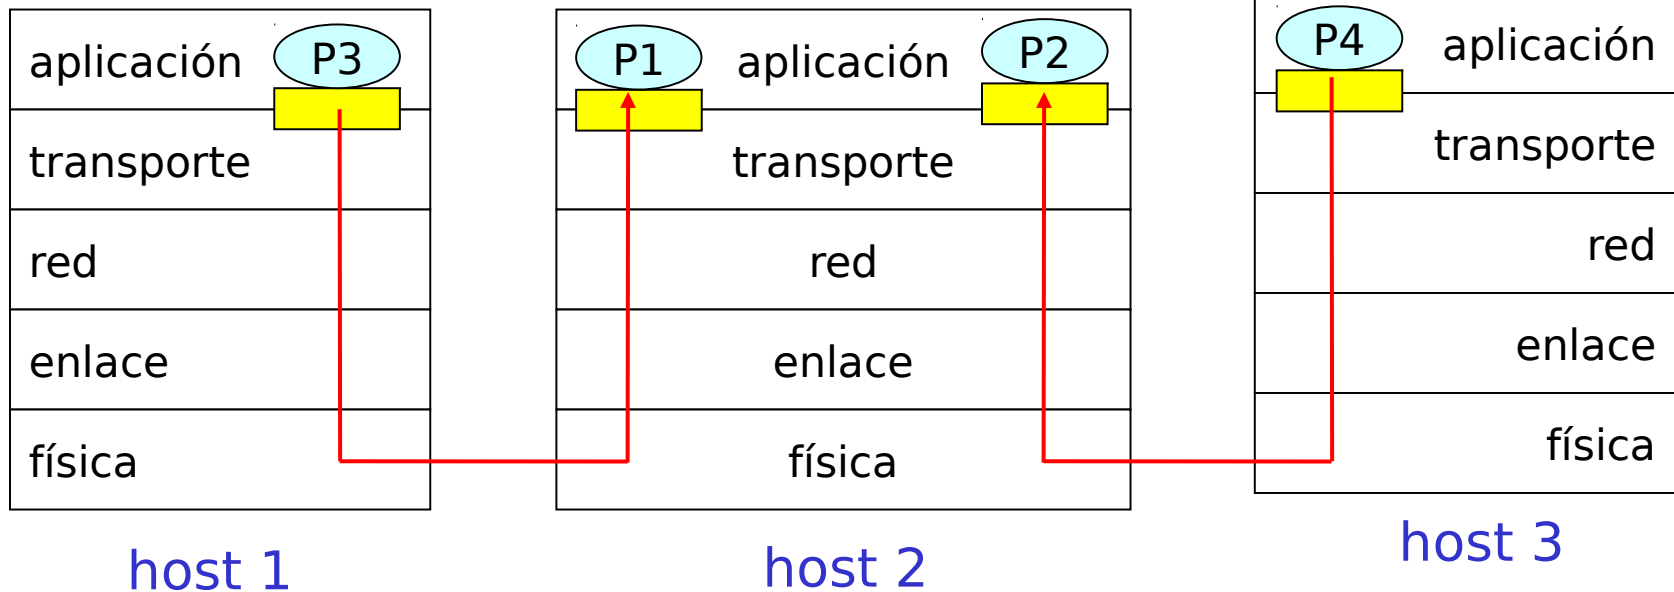 aplicación P3
transporte
red
enlace
física
host 1
P1 aplicación P2
transporte
red
enlace
física
host 2
P4 aplicación
transporte
red
enlace
física
host 3